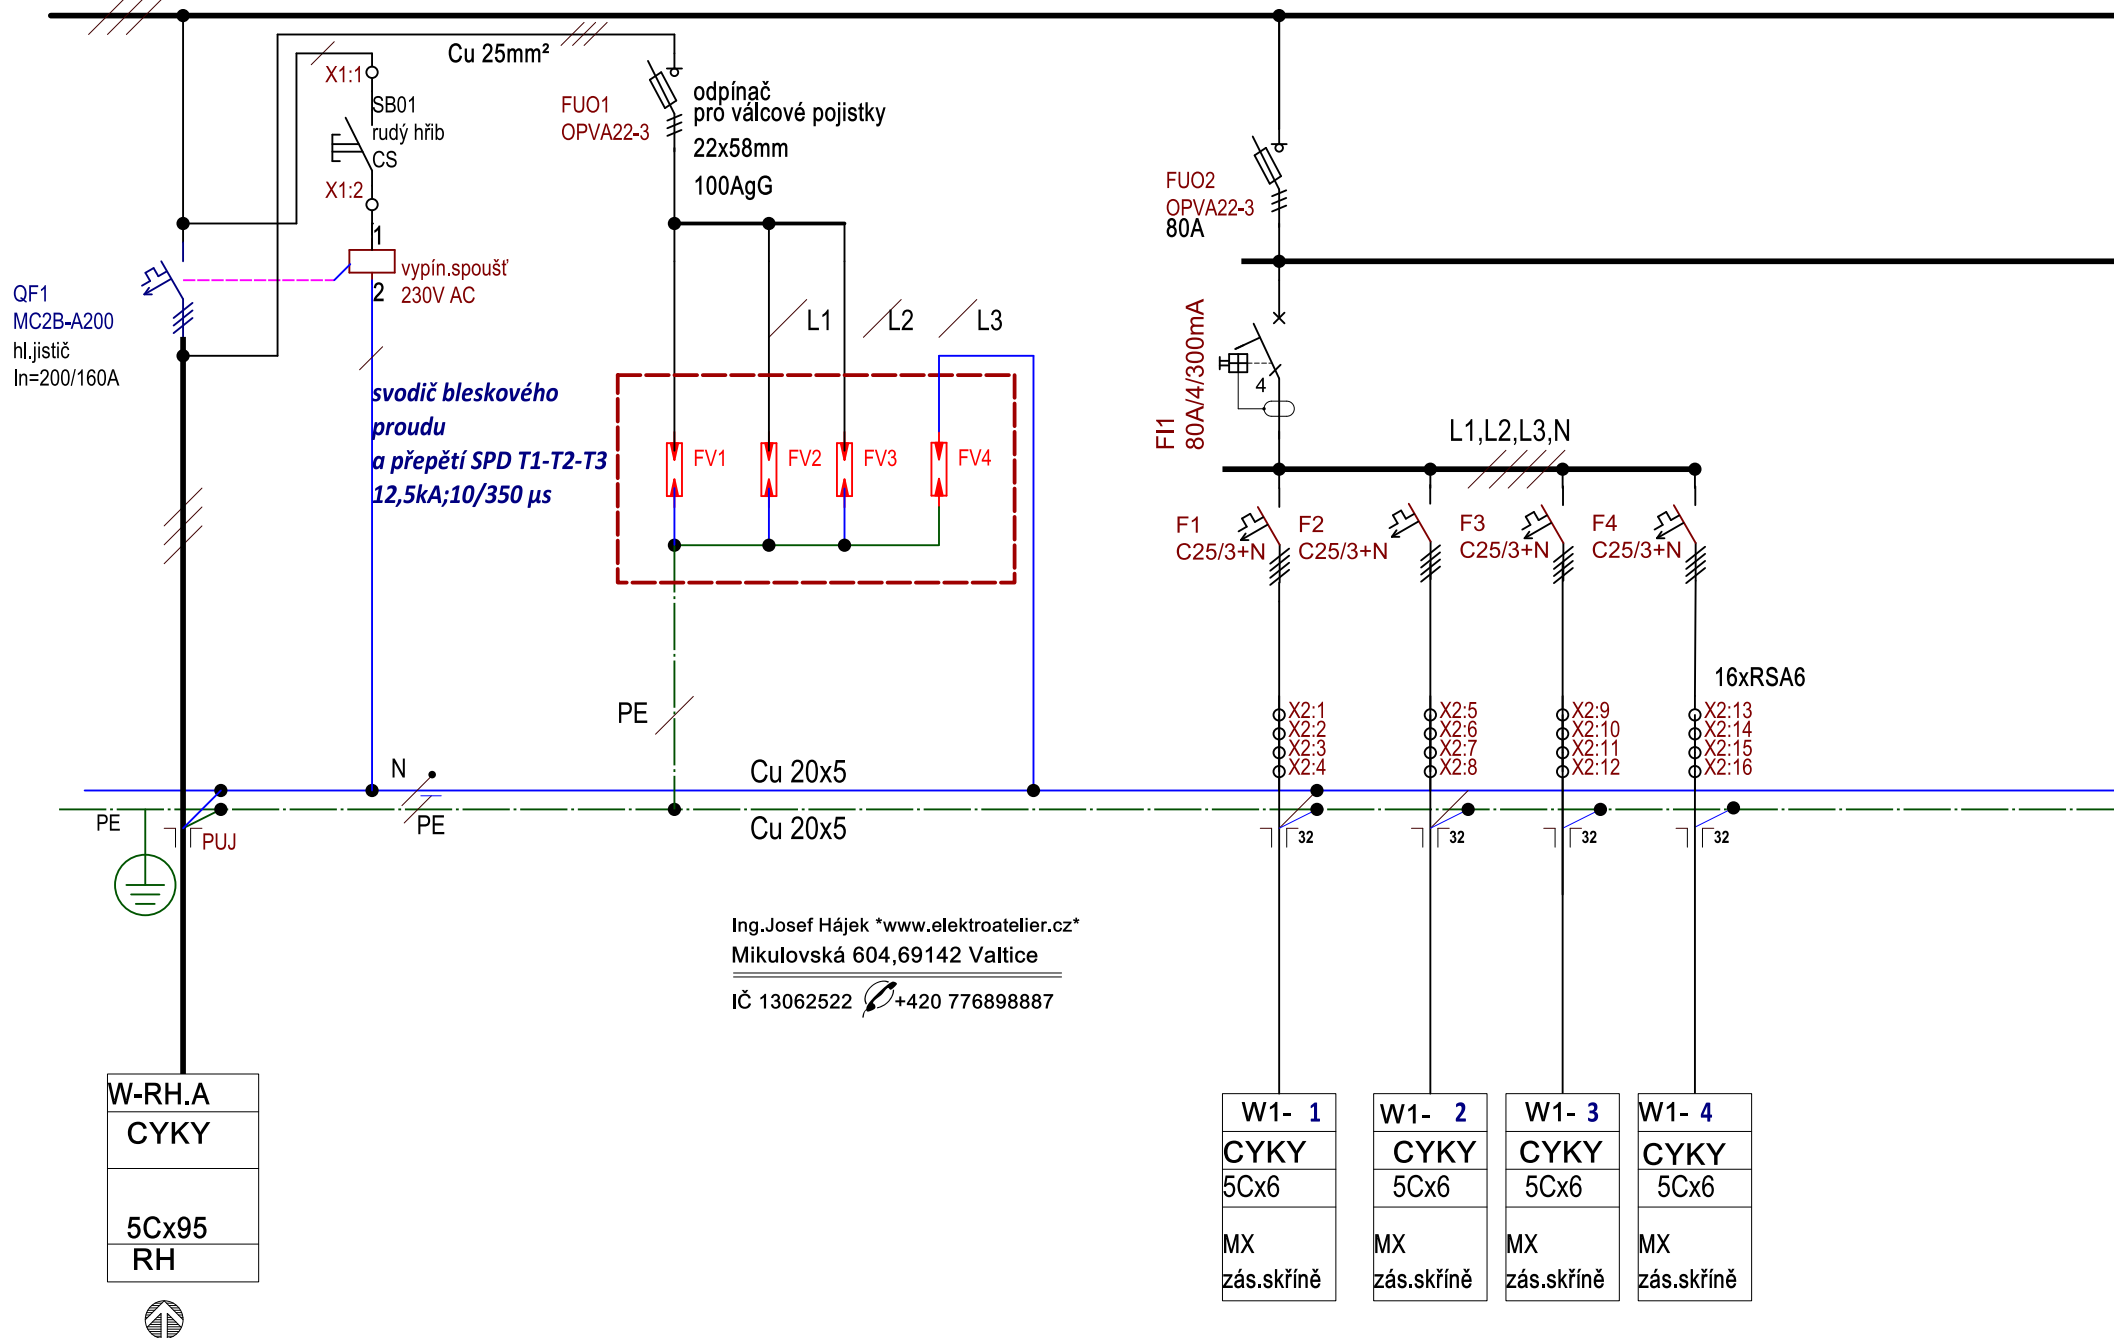 Cu 25mm²
X1:1
SB01
rudý hřib
CS
X1:2
1
vypín.spoušť
2
230V AC
QF1
MC2B-A200
hl.jistič
In=200/160A
FUO1
OPVA22-3
odpínač
pro válcové pojistky
22x58mm
100AgG
L1
L2
L3
svodič bleskového
proudu
a přepětí SPD T1-T2-T3
12,5kA;10/350 µs
FV1
FV2
FV3
FV4
PE
N
Cu 20x5
PE
PE
Cu 20x5
PUJ
FUO2
OPVA22-3
80A
FI1
80A/4/300mA
4
L1,L2,L3,N
F1
C25/3+N
F2
C25/3+N
F3
C25/3+N
F4
C25/3+N
16xRSA6
X2:1
X2:2
X2:3
X2:4
X2:5
X2:6
X2:7
X2:8
X2:9
X2:10
X2:11
X2:12
X2:13
X2:14
X2:15
X2:16
32
32
32
32
Ing.Josef Hájek *www.elektroatelier.cz*
Mikulovská 604,69142 Valtice
IČ 13062522 +420 776898887
W-RH.A
CYKY
5Cx95
RH
W1- 1
CYKY
5Cx6
MX
zás.skříně
W1- 2
CYKY
5Cx6
MX
zás.skříně
W1- 3
CYKY
5Cx6
MX
zás.skříně
W1- 4
CYKY
5Cx6
MX
zás.skříně